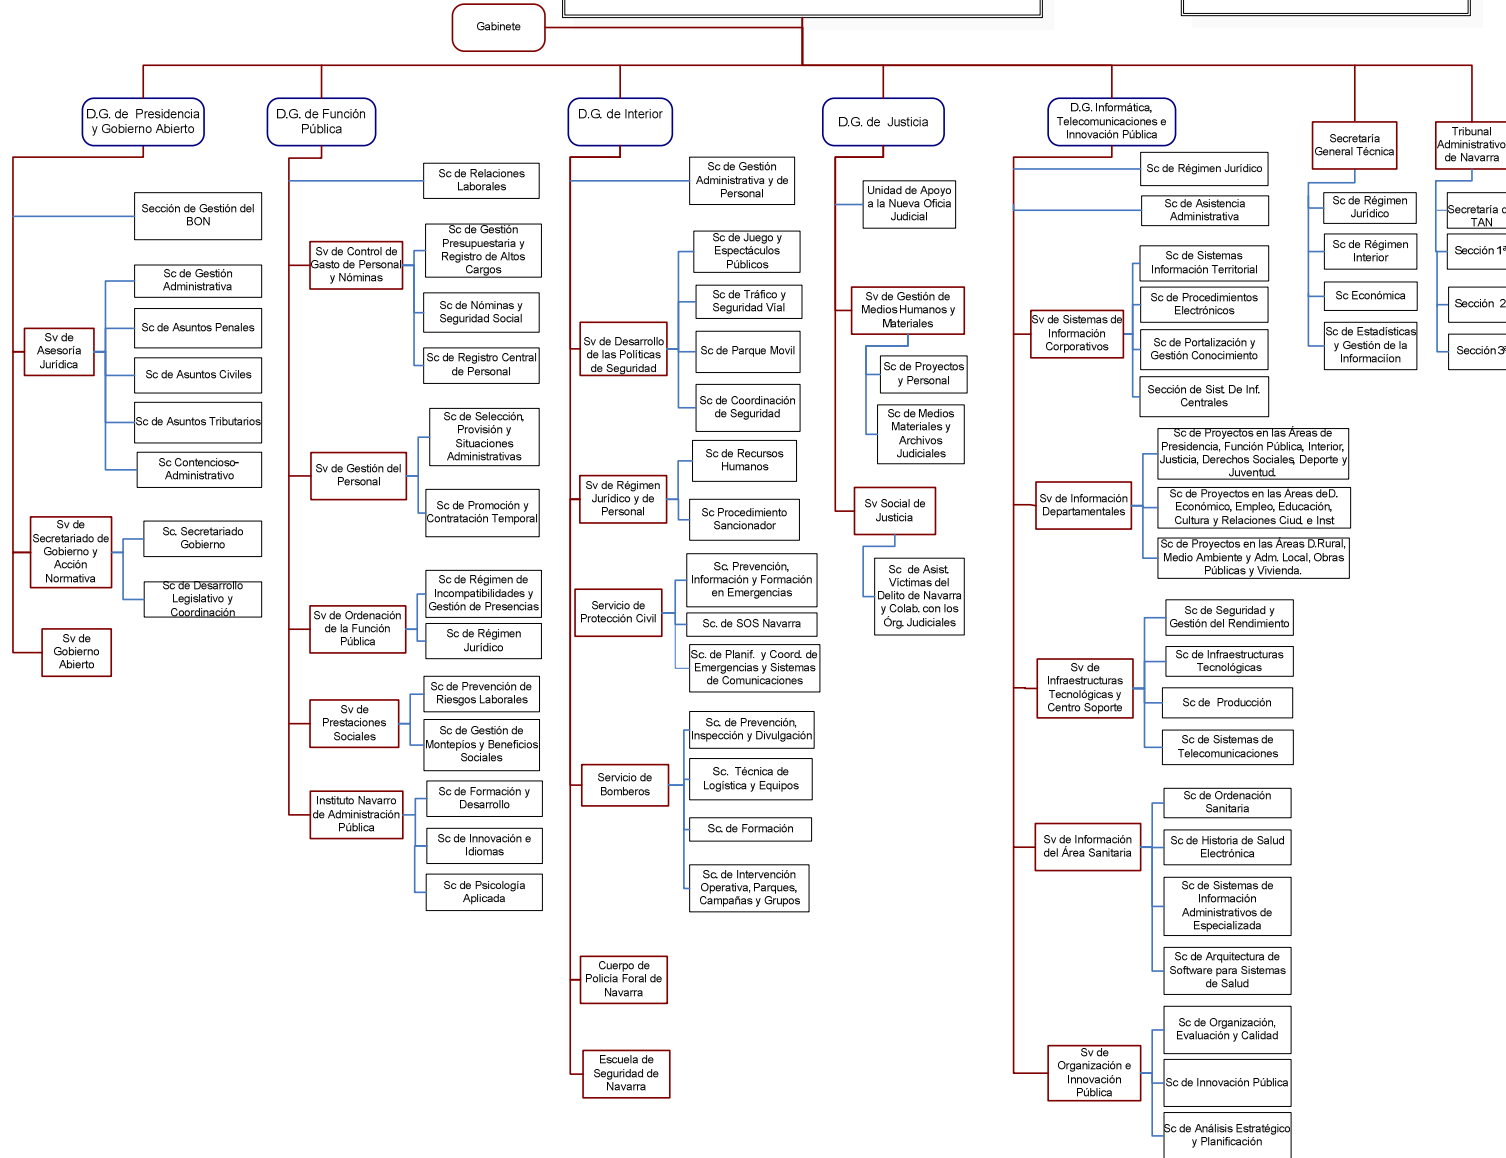 Gabinete
D.G. de Presidencia
y Gobierno Abierto
Sección de Gestión del
BON
Sv de
Asesoría
Jurídica
Sc de Gestión
Administrativa
Sc de Asuntos Penales
Sc de Asuntos Civiles
Sc de Asuntos Tributarios
Sc Contencioso-
Administrativo
Sv de
Secretariado de
Gobierno y
Acción
Normativa
Sc. Secretariado
Gobierno
Sc de Desarrollo
Legislativo y
Coordinación
Sv de
Gobierno
Abierto
D.G. de Función
Pública
Sc de Relaciones
Laborales
Sv de Control de
Gasto de Personal
y Nóminas
Sc de Gestión
Presupuestaria y
Registro de Altos
Cargos
Sc de Nóminas y
Seguridad Social
Sc de Registro Central
de Personal
Sv de Gestión del
Personal
Sc de Selección,
Provisión y
Situaciones
Administrativas
Sc de Promoción y
Contratación Temporal
Sv de Ordenación
de la Función
Pública
Sc de Régimen de
Incompatibilidades y
Gestión de Presencias
Sc de Régimen
Jurídico
Sv de
Prestaciones
Sociales
Sc de Prevención de
Riesgos Laborales
Sc de Gestión de
Montepíos y Beneficios
Sociales
Instituto Navarro
de Administración
Pública
Sc de Formación y
Desarrollo
Sc de Innovación e
Idiomas
Sc de Psicología
Aplicada
D.G. de Interior
Sc de Gestión
Administrativa y de
Personal
Sv de Desarrollo
de las Políticas
de Seguridad
Sc de Juego y
Espectáculos
Públicos
Sc de Tráfico y
Seguridad Vial
Sc de Parque Movil
Sc de Coordinación
de Seguridad
Sv de Régimen
Jurídico y de
Personal
Sc de Recursos
Humanos
Sc Procedimiento
Sancionador
Servicio de
Protección Civil
Sc. Prevención,
Información y Formación
en Emergencias
Sc. de SOS Navarra
Sc. de Planif. y Coord. de
Emergencias y Sistemas
de Comunicaciones
Servicio de
Bomberos
Sc. de Prevención,
Inspección y Divulgación
Sc. Técnica de
Logística y Equipos
Sc. de Formación
Sc. de Intervención
Operativa, Parques,
Campañas y Grupos
Cuerpo de
Policía Foral de
Navarra
Escuela de
Seguridad de
Navarra
D.G. de Justicia
Unidad de Apoyo
a la Nueva Oficia
Judicial
Sv de Gestión de
Medios Humanos y
Materiales
Sc de Proyectos
y Personal
Sc de Medios
Materiales y
Archivos
Judiciales
Sv Social de
Justicia
Sc de Asist.
Víctimas del
Delito de Navarra
y Colab. con los
Órg. Judiciales
D.G. Informática,
Telecomunicaciones e
Innovación Pública
Sc de Régimen Jurídico
Sc de Asistencia
Administrativa
Sv de Sistemas de
Información
Corporativos
Sc de Sistemas
Información Territorial
Sc de Procedimientos
Electrónicos
Sc de Portalización y
Gestión Conocimiento
Sección de Sist. De Inf.
Centrales
Sv de Información
Departamentales
Sc de Proyectos en las Áreas de
Presidencia, Función Pública, Interior,
Justicia, Derechos Sociales, Deporte y
Juventud.
Sc de Proyectos en las Áreas de D.
Económico, Empleo, Educación,
Cultura y Relaciones Ciud. e Inst
Sc de Proyectos en las Áreas D.Rural,
Medio Ambiente y Adm. Local, Obras
Públicas y Vivienda.
Sv de
Infraestructuras
Tecnológicas y
Centro Soporte
Sc de Seguridad y
Gestión del Rendimiento
Sc de Infraestructuras
Tecnológicas
Sc de Producción
Sc de Sistemas de
Telecomunicaciones
Sv de Información
del Área Sanitaria
Sc de Ordenación
Sanitaria
Sc de Historia de Salud
Electrónica
Sc de Sistemas de
Información
Administrativos de
Especializada
Sc de Arquitectura de
Software para Sistemas
de Salud
Sv de
Organización e
Innovación
Pública
Sc de Organización,
Evaluación y Calidad
Sc de Innovación Pública
Sc de Análisis Estratégico
y Planificación
Secretaría
General Técnica
Sc de Régimen
Jurídico
Sc de Régimen
Interior
Sc Económica
Sc de Estadísticas
y Gestión de la
Informaciíon
Tribunal
Administrativo
de Navarra
Secretaría
TAN
Sección 1ª
Sección 2
Sección 3ª